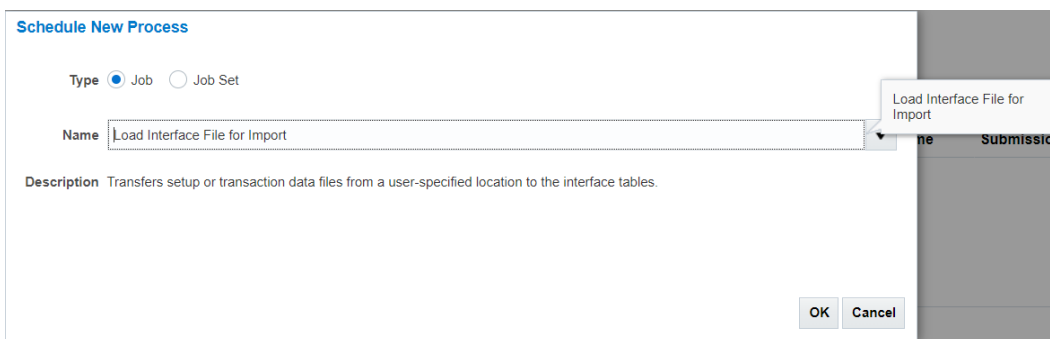 Schedule New Process
Type Job Job Set
Load Interface File for
Import
Name Load Interface File for Import
Description Transfers setup or transaction data files from a user-specified location to the interface tables.
OK Cancel